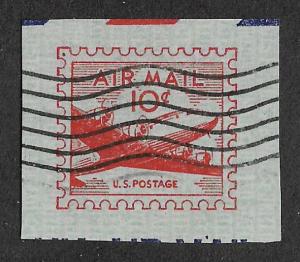 AIR MAIL
10¢
U.S. POSTAGE